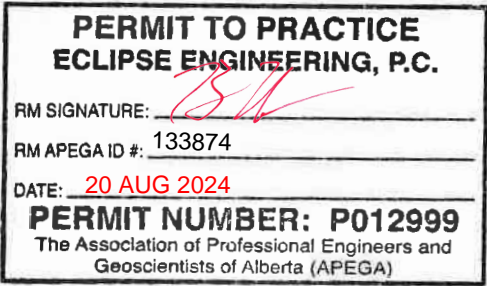 PERMIT TO PRACTICE
ECLIPSE ENGINEERING, P.C.
RM SIGNATURE:
RM APEGA ID #: 133874
DATE: 20 AUG 2024
PERMIT NUMBER: P012999
The Association of Professional Engineers and
Geoscientists of Alberta (APEGA)